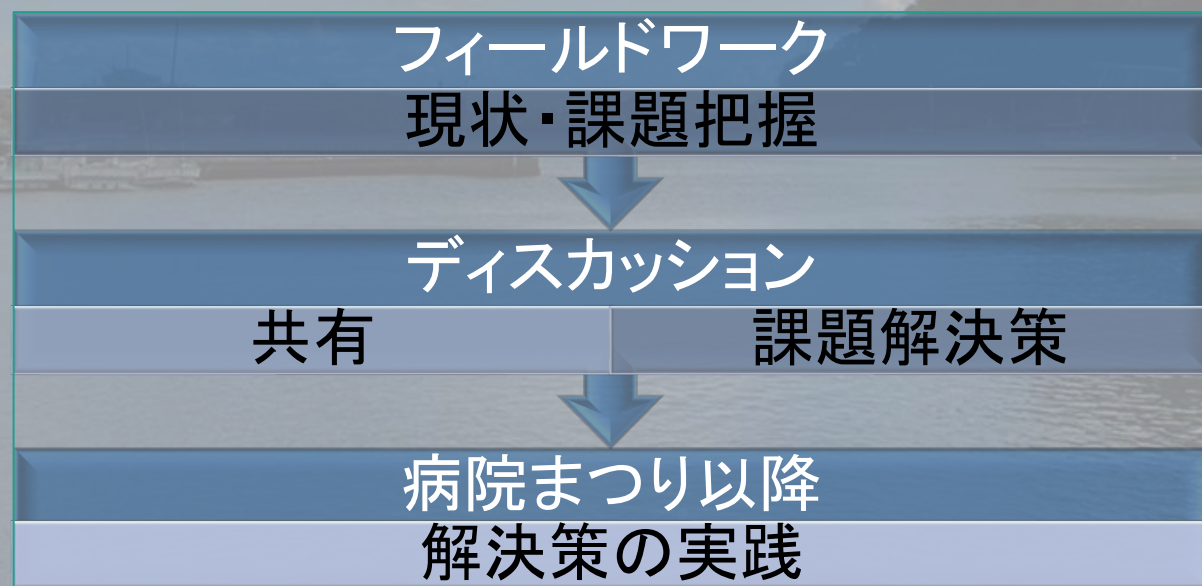 フィールドワーク
現状・課題把握
ディスカッション
共有
課題解決策
病院まつり以降
解決策の実践